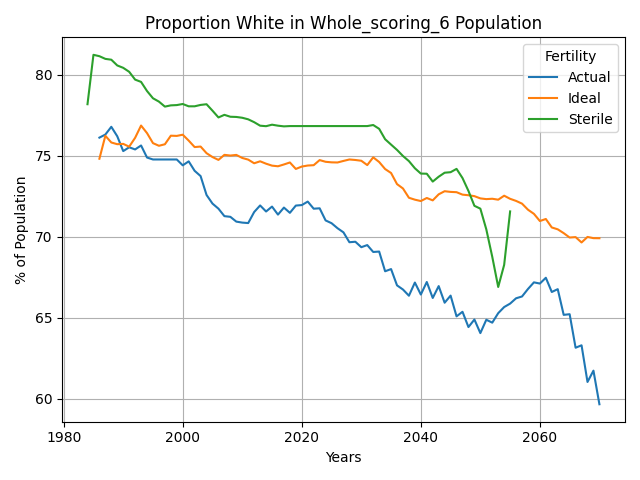 Proportion White in Whole_scoring_6 Population
Fertility
Actual
Ideal
Sterile
% of Population
80
75
70
65
60
1980
2000
2020
2040
2060
Years